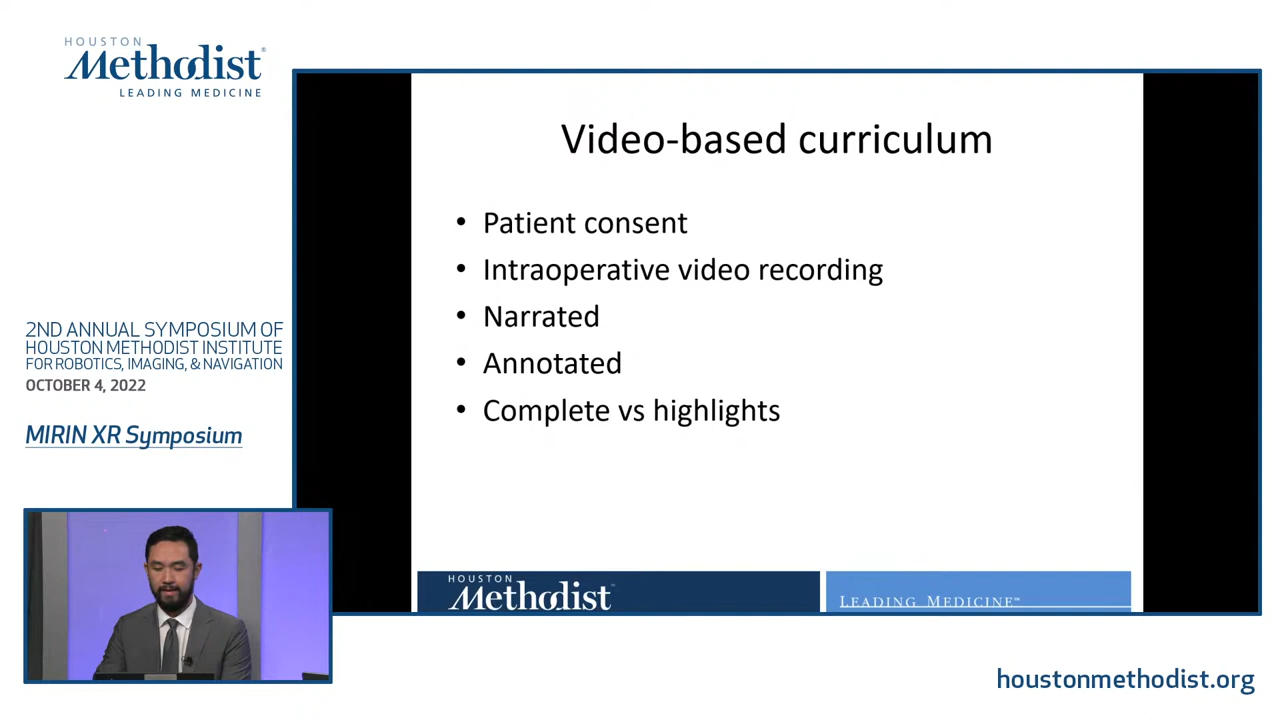 HOUSTON
Methodist®
LEADING MEDICINE
Video-based curriculum
• Patient consent
• Intraoperative video recording
• Narrated
• Annotated
• Complete vs highlights
2ND ANNUAL SYMPOSIUM OF
HOUSTON METHODIST INSTITUTE
FOR ROBOTICS, IMAGING, & NAVIGATION
OCTOBER 4, 2022
MIRIN XR Symposium
HOUSTON
Methodist™
LEADING MEDICINE™
houstonmethodist.org